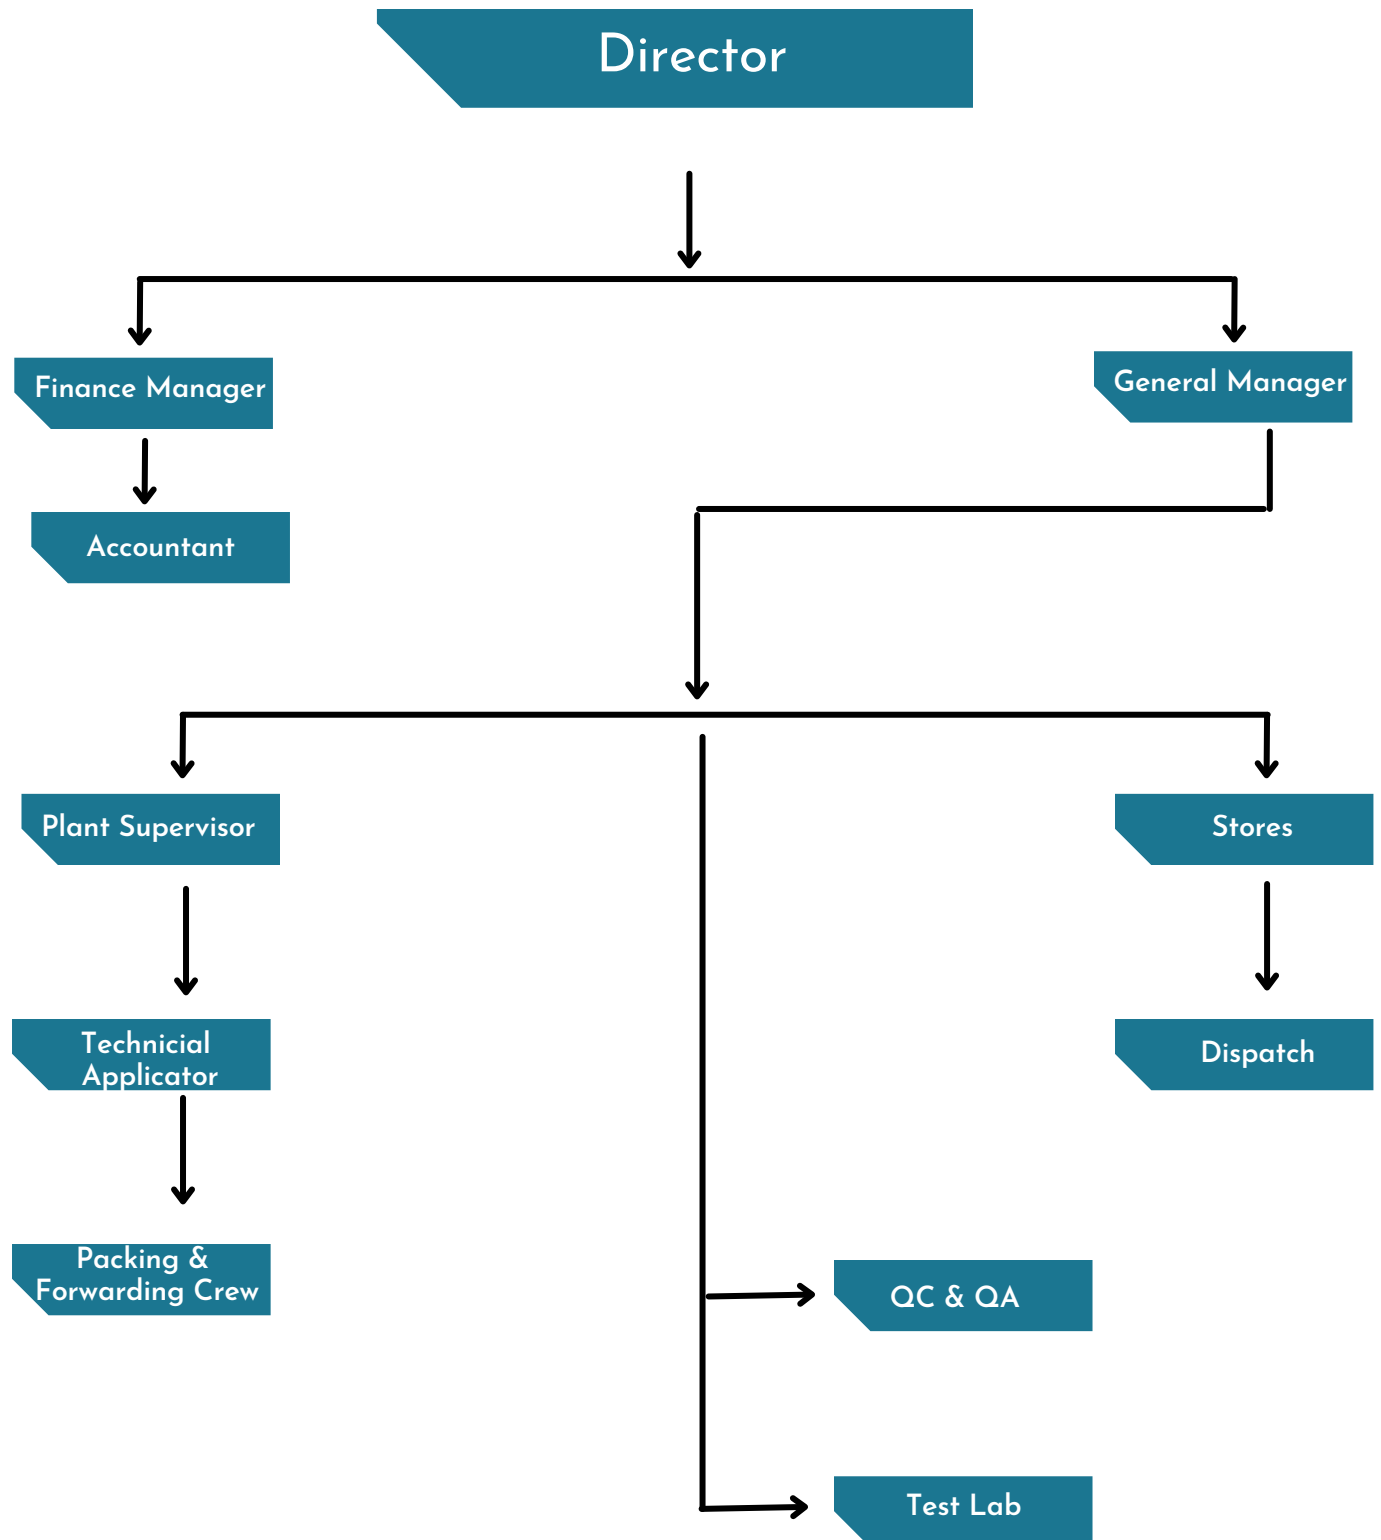 Director
Finance Manager
General Manager
Accountant
Plant Supervisor
Stores
Technicial
Applicator
Dispatch
Packing &
Forwarding Crew
QC & QA
Test Lab